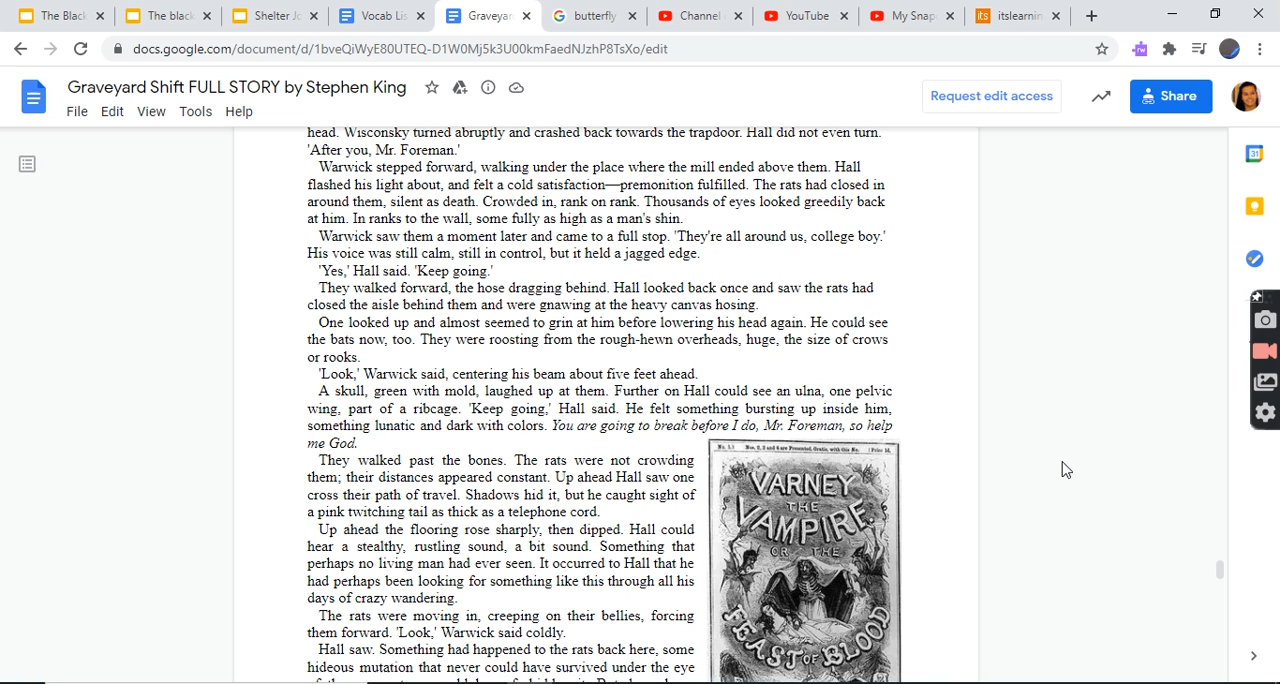 The Black
The black
Shelter Jo
Vocab Lis
Graveyar
butterfly
Channel
YouTube
My Snap
its itslearnin
docs.google.com/document/d/1bveQiWyE80UTEQ-D1W0Mj5k3U00kmFaedNJzhP8TsXo/edit
Graveyard Shift FULL STORY by Stephen King
Request edit access
Share
File Edit View Tools Help
head. Wisconsky turned abruptly and crashed back towards the trapdoor. Hall did not even turn.
'After you, Mr. Foreman.'
Warwick stepped forward, walking under the place where the mill ended above them. Hall
flashed his light about, and felt a cold satisfaction—premonition fulfilled. The rats had closed in
around them, silent as death. Crowded in, rank on rank. Thousands of eyes looked greedily back
at him. In ranks to the wall, some fully as high as a man's shin.
Warwick saw them a moment later and came to a full stop. 'They're all around us, college boy.'
His voice was still calm, still in control, but it held a jagged edge.
'Yes,' Hall said. 'Keep going.'
They walked forward, the hose dragging behind. Hall looked back once and saw the rats had
closed the aisle behind them and were gnawing at the heavy canvas hosing.
One looked up and almost seemed to grin at him before lowering his head again. He could see
the bats now, too. They were roosting from the rough-hewn overheads, huge, the size of crows
or rooks.
'Look,' Warwick said, centering his beam about five feet ahead.
A skull, green with mold, laughed up at them. Further on Hall could see an ulna, one pelvic
wing, part of a ribcage. 'Keep going,' Hall said. He felt something bursting up inside him,
something lunatic and dark with colors. You are going to break before I do, Mr. Foreman, so help
me God.
They walked past the bones. The rats were not crowding
them; their distances appeared constant. Up ahead Hall saw one
cross their path of travel. Shadows hid it, but he caught sight of
a pink twitching tail as thick as a telephone cord.
Up ahead the flooring rose sharply, then dipped. Hall could
hear a stealthy, rustling sound, a bit sound. Something that
perhaps no living man had ever seen. It occurred to Hall that he
had perhaps been looking for something like this through all his
days of crazy wandering.
The rats were moving in, creeping on their bellies, forcing
them forward. 'Look,' Warwick said coldly.
Hall saw. Something had happened to the rats back here, some
hideous mutation that never could have survived under the eye
No. 1.) Nos. 2, 3 and 4 are Presented, Gratis, with this No. (Price 1d.
VARNEY
THE
VAMPIRE.
OR THE
FEAST OF BLOOD
31
rw